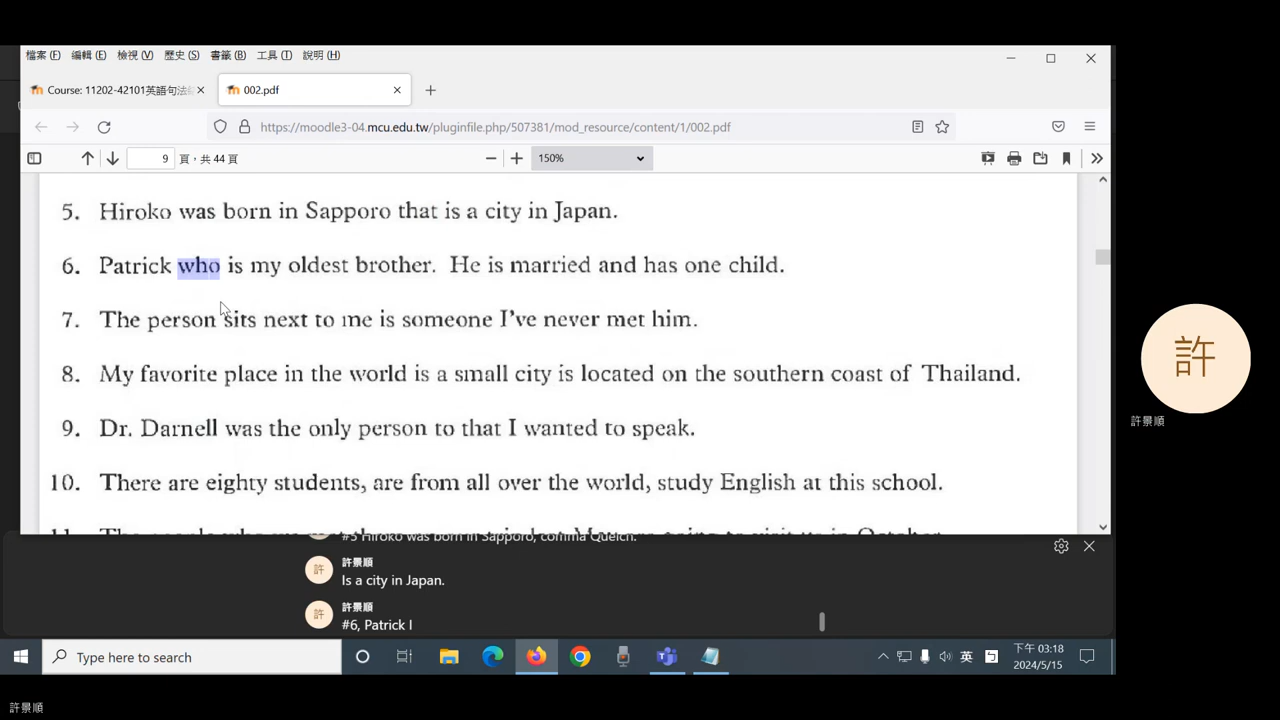 檔案(F) 編輯(E) 檢視(V) 歷史(S) 書籤(B) 工具(T) 說明(H)
Course: 11202-42101英語句法
002.pdf
https://moodle3-04.mcu.edu.tw/pluginfile.php/507381/mod_resource/content/1/002.pdf
9 頁，共 44 頁
150%
5. Hiroko was born in Sapporo that is a city in Japan.
6. Patrick who is my oldest brother. He is married and has one child.
7. The person sits next to me is someone I've never met him.
8. My favorite place in the world is a small city is located on the southern coast of Thailand.
9. Dr. Darnell was the only person to that I wanted to speak.
10. There are eighty students, are from all over the world, study English at this school.
許
許景順
#5 Hiroko was born in Sapporo, comma Queich.
許 許景順
Is a city in Japan.
許 許景順
#6, Patrick I
Type here to search
英
下午 03:18
2024/5/15
許景順